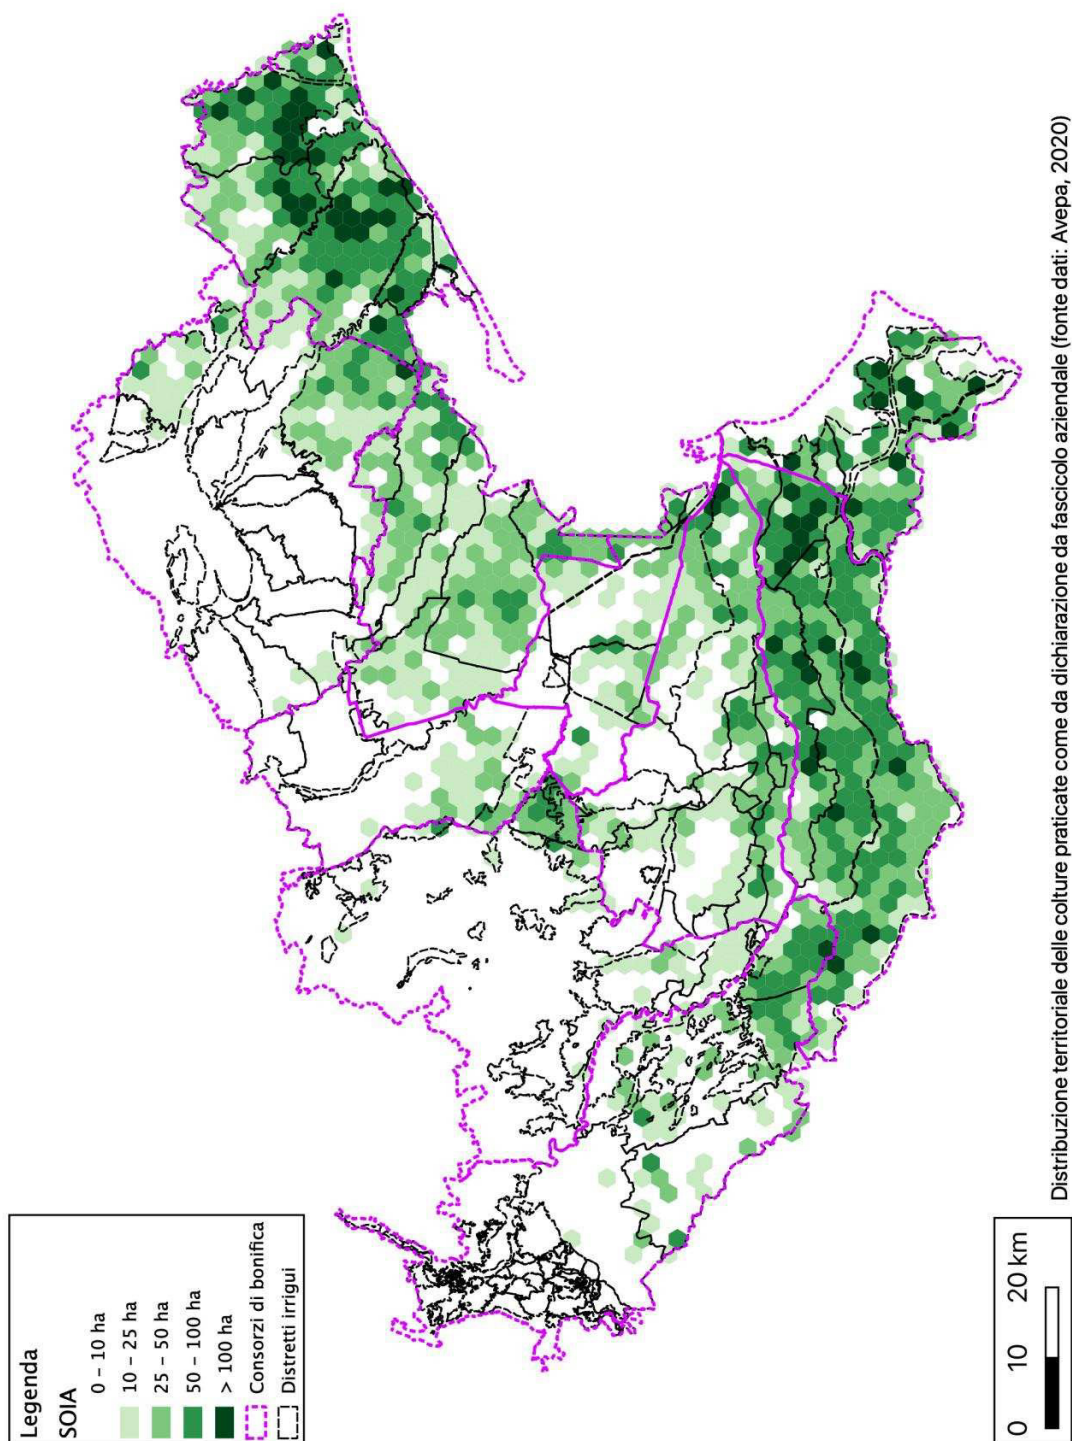 Legenda
SOIA
0 – 10 ha
10 – 25 ha
25 – 50 ha
50 – 100 ha
> 100 ha
Consorzi di bonifica
Distretti irrigui
0 10 20 km
Distribuzione territoriale delle colture praticate come da dichiarazione da fascicolo aziendale (fonte dati: Avepa, 2020)